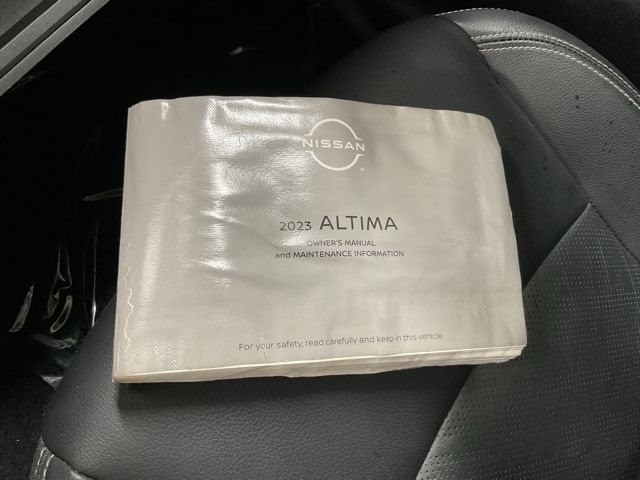 NISSAN
2023 ALTIMA
OWNER'S MANUAL
and MAINTENANCE INFORMATION
For your safety, read carefully and keep in this vehicle.